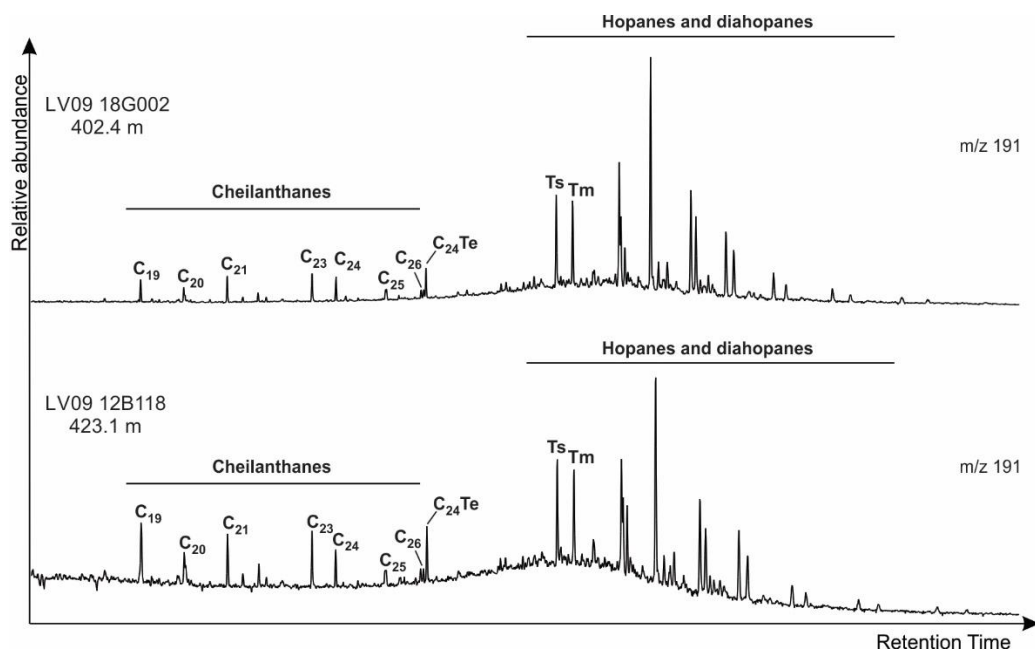 Hopanes and diahopanes
LV09 18G002
402.4 m
m/z 191
Cheilanthanes
Ts
Tm
C₁₉
C₂₀
C₂₁
C₂₃
C₂₄
C₂₅
C₂₆
C₂₄Te
Relative abundance
Hopanes and diahopanes
LV09 12B118
423.1 m
m/z 191
Cheilanthanes
Ts
Tm
C₁₉
C₂₀
C₂₁
C₂₃
C₂₄
C₂₅
C₂₆
C₂₄Te
Retention Time